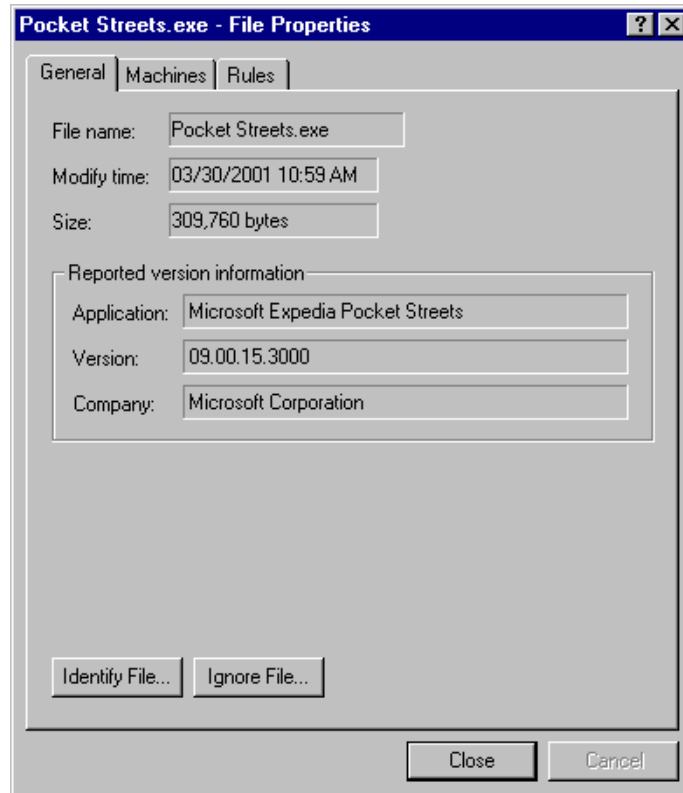 Pocket Streets.exe - File Properties
General Machines Rules
File name: Pocket Streets.exe
Modify time: 03/30/2001 10:59 AM
Size: 309,760 bytes
Reported version information
Application: Microsoft Expedia Pocket Streets
Version: 09.00.15.3000
Company: Microsoft Corporation
Identify File... Ignore File...
Close Cancel